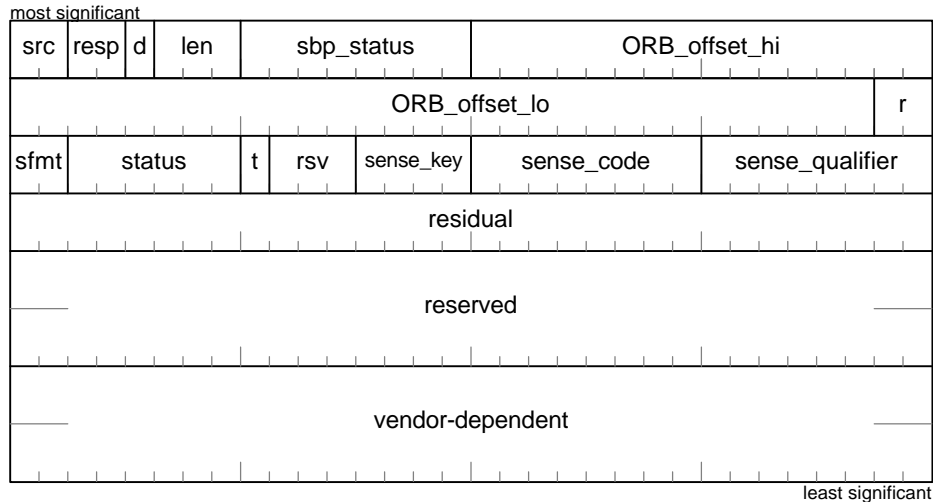 most significant
src resp d len sbp_status ORB_offset_hi
ORB_offset_lo r
sfmt status t rsv sense_key sense_code sense_qualifier
residual
reserved
vendor-dependent
least significant